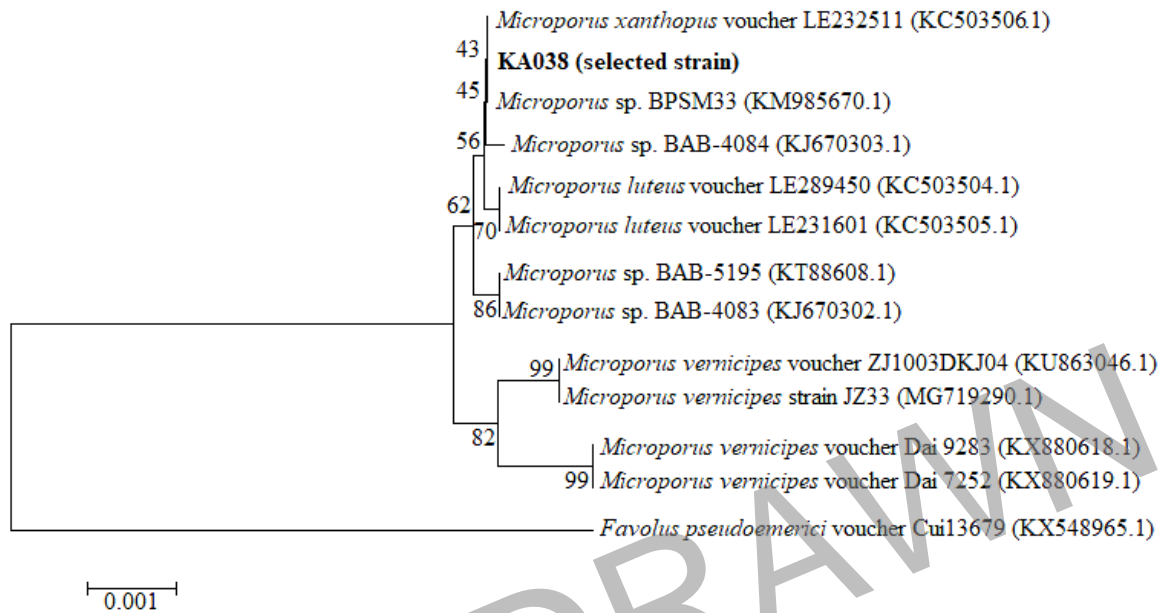 Microporus xanthopus voucher LE232511 (KC503506.1)
43
KA038 (selected strain)
45
Microporus sp. BPSM33 (KM985670.1)
56
Microporus sp. BAB-4084 (KJ670303.1)
Microporus luteus voucher LE289450 (KC503504.1)
62
70
Microporus luteus voucher LE231601 (KC503505.1)
Microporus sp. BAB-5195 (KT88608.1)
86
Microporus sp. BAB-4083 (KJ670302.1)
99
Microporus vernicipes voucher ZJ1003DKJ04 (KU863046.1)
Microporus vernicipes strain JZ33 (MG719290.1)
82
Microporus vernicipes voucher Dai 9283 (KX880618.1)
99
Microporus vernicipes voucher Dai 7252 (KX880619.1)
Favolus pseudoemerici voucher Cui13679 (KX548965.1)
0.001
RAWN